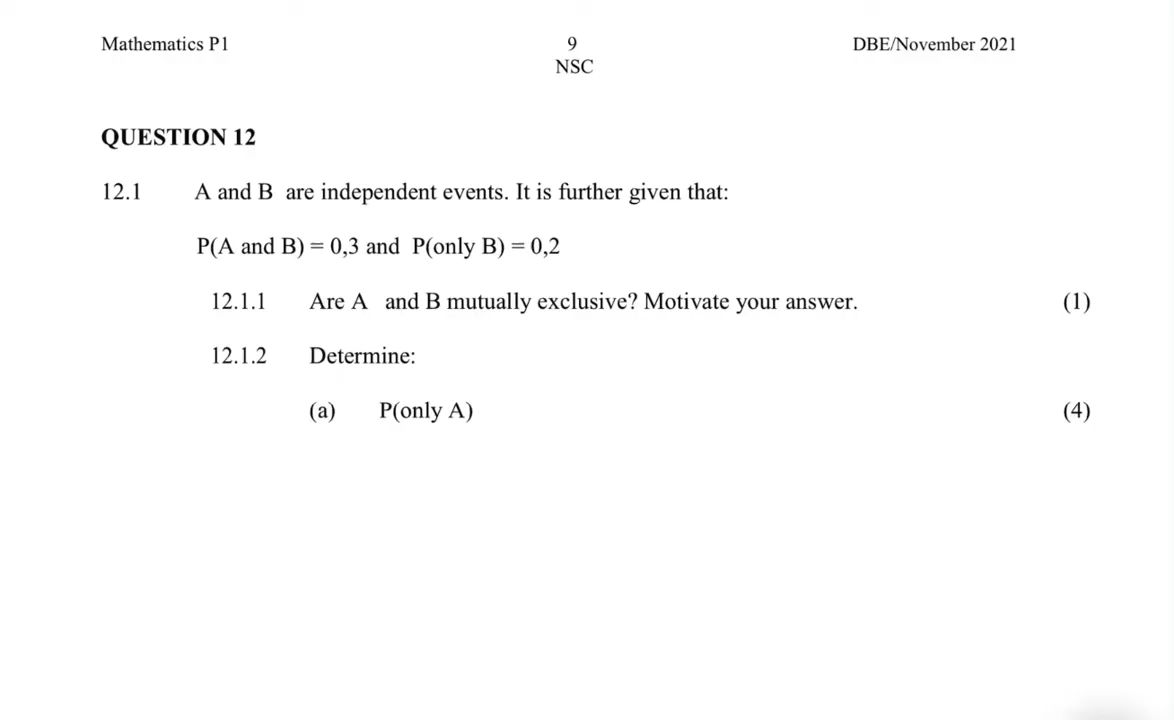 Mathematics P1 9 DBE/November 2021
NSC
QUESTION 12
12.1 A and B are independent events. It is further given that:
P(A and B) = 0,3 and P(only B) = 0,2
12.1.1 Are A and B mutually exclusive? Motivate your answer. (1)
12.1.2 Determine:
(a) P(only A) (4)